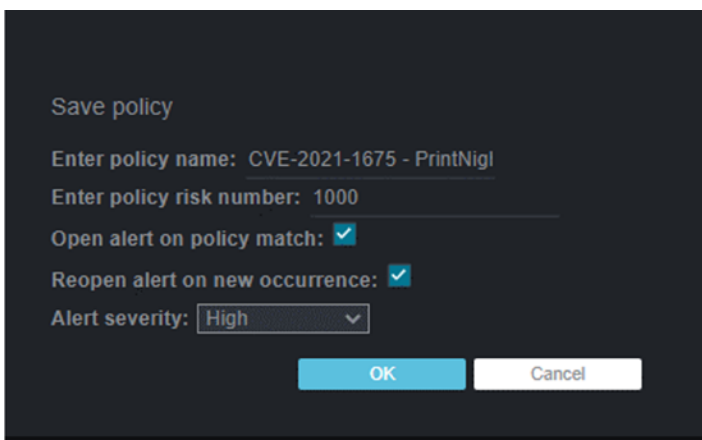 Save policy
Enter policy name: CVE-2021-1675 - PrintNigl
Enter policy risk number: 1000
Open alert on policy match:
Reopen alert on new occurrence:
Alert severity: High
OK Cancel